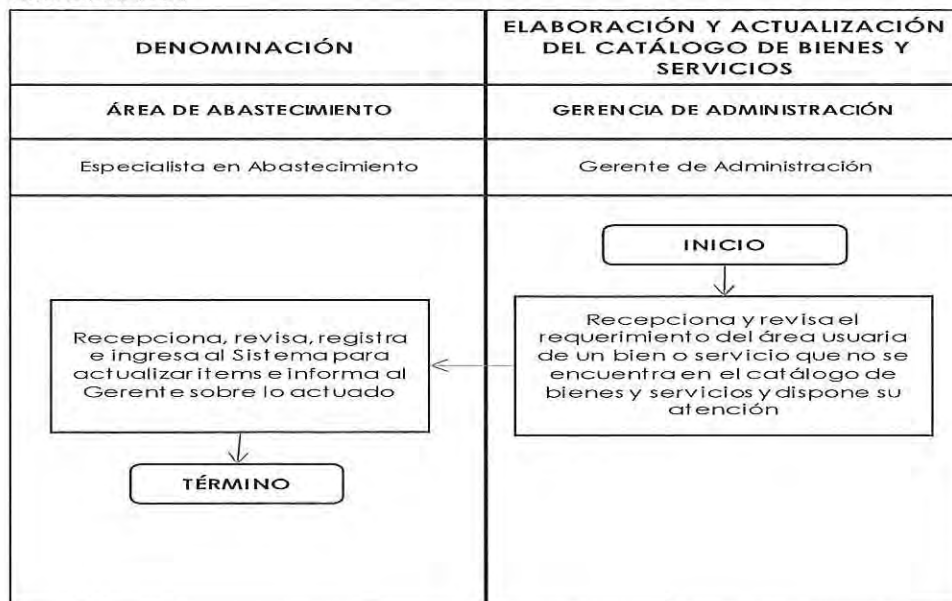 DENOMINACIÓN
ELABORACIÓN Y ACTUALIZACIÓN
DEL CATÁLOGO DE BIENES Y
SERVICIOS
ÁREA DE ABASTECIMIENTO
GERENCIA DE ADMINISTRACIÓN
Especialista en Abastecimiento
Gerente de Administración
INICIO
Recepciona y revisa el
requerimiento del área usuaria
de un bien o servicio que no se
encuentra en el catálogo de
bienes y servicios y dispone su
atención
Recepciona, revisa, registra
e ingresa al Sistema para
actualizar items e informa al
Gerente sobre lo actuado
TÉRMINO